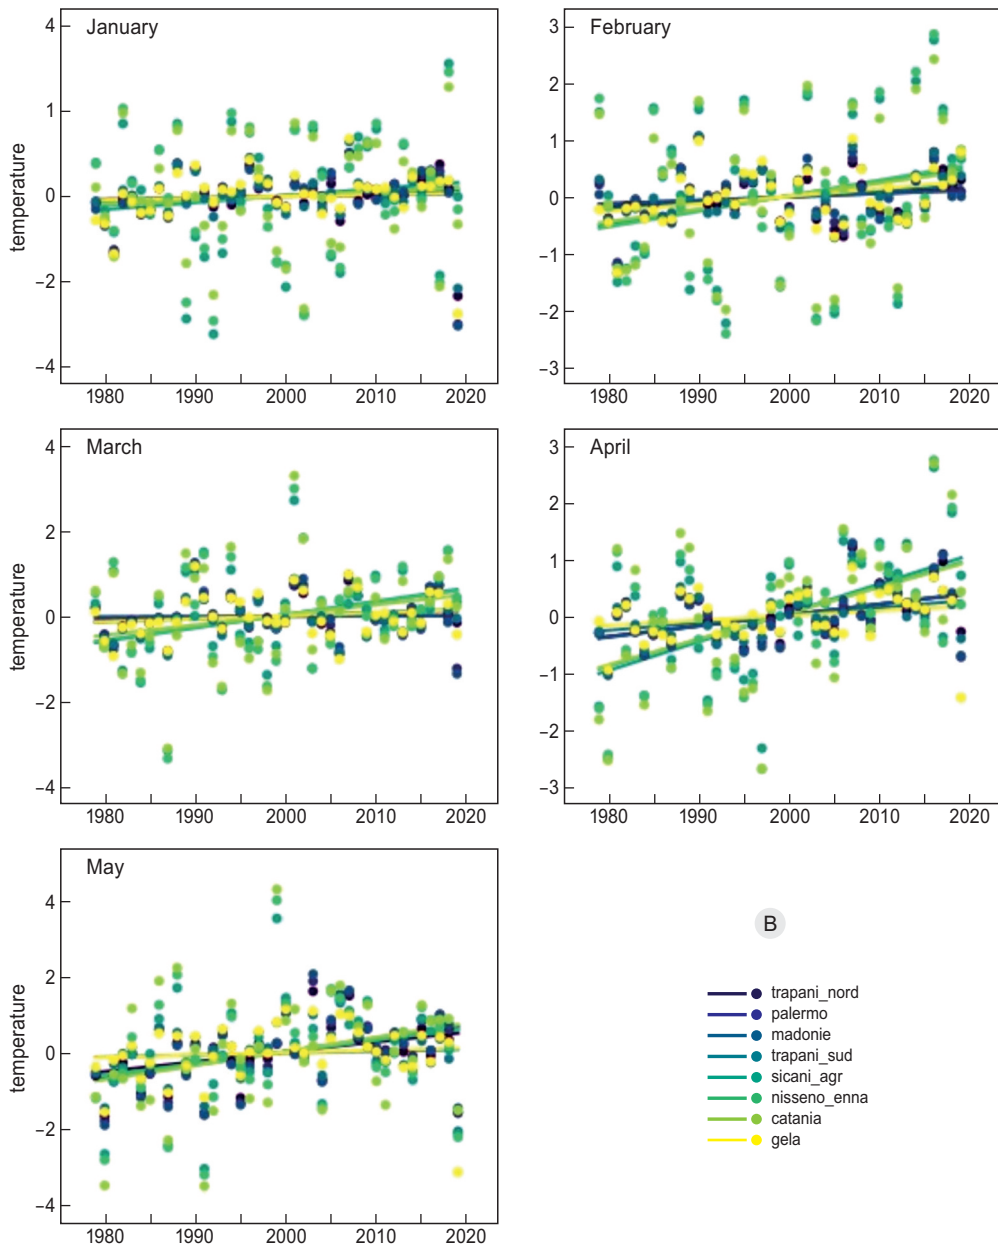 January
4
1
0
−2
−4
temperature
1980 1990 2000 2010 2020
February
3
2
1
0
−1
−2
−3
1980 1990 2000 2010 2020
March
4
2
0
−2
−4
temperature
1980 1990 2000 2010 2020
April
3
2
1
0
−1
−2
−3
1980 1990 2000 2010 2020
May
4
2
0
−2
−4
temperature
1980 1990 2000 2010 2020
B
trapani_nord
palermo
madonie
trapani_sud
sicani_agr
nisseno_enna
catania
gela